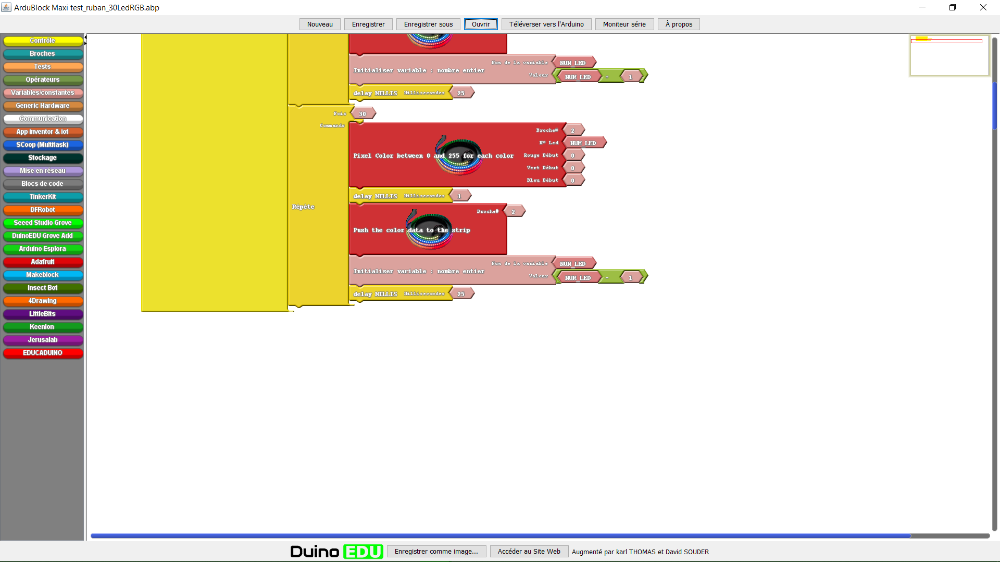 ArduBlock Maxi test_ruban_30LedRGB.abp
Nouveau
Enregistrer
Enregistrer sous
Ouvrir
Téléverser vers l'Arduino
Moniteur série
À propos
Contrôle
Broches
Tests
Opérateurs
Variables/constantes
Generic Hardware
Communication
App inventor & iot
SCoop (Multitask)
Stockage
Mise en réseau
Blocs de code
TinkerKit
DFRobot
Seeed Studio Grove
DuinoEDU Grove Add
Arduino Esplora
Adafruit
Makeblock
Insect Bot
4Drawing
LittleBits
Keenlon
Jerusalab
EDUCADUINO
Nom de la variable NUM_LED
Initialiser variable : nombre entier
Valeur NUM_LED + 1
delay MILLIS Millisecondes 25
Fois 30
Commands
Répète
Broche# 2
N° Led NUM_LED
Pixel Color between 0 and 255 for each color
Rouge Début 0
Vert Début 0
Bleu Début 0
delay MILLIS Millisecondes 1
Broche# 2
Push the color data to the strip
Nom de la variable NUM_LED
Initialiser variable : nombre entier
Valeur NUM_LED - 1
delay MILLIS Millisecondes 25
Duino EDU
Enregistrer comme image...
Accéder au Site Web
Augmenté par karl THOMAS et David SOUDER